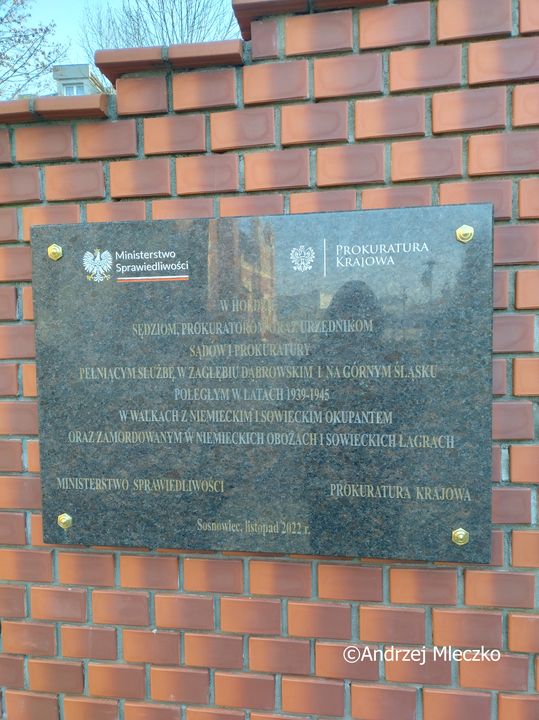 Ministerstwo
Sprawiedliwości
PROKURATURA
KRAJOWA
W HOŁDZIE
SĘDZIOM, PROKURATOROM ORAZ URZĘDNIKOM
SĄDÓW I PROKURATURY
PEŁNIĄCYM SŁUŻBĘ W ZAGŁĘBIU DĄBROWSKIM I NA GÓRNYM ŚLĄSKU
POLEGŁYM W LATACH 1939-1945
W WALKACH Z NIEMIECKIM I SOWIECKIM OKUPANTEM
ORAZ ZAMORDOWANYM W NIEMIECKICH OBOZACH I SOWIECKICH ŁAGRACH
MINISTERSTWO SPRAWIEDLIWOŚCI
PROKURATURA KRAJOWA
Sosnowiec, listopad 2022 r.
©Andrzej Mleczko